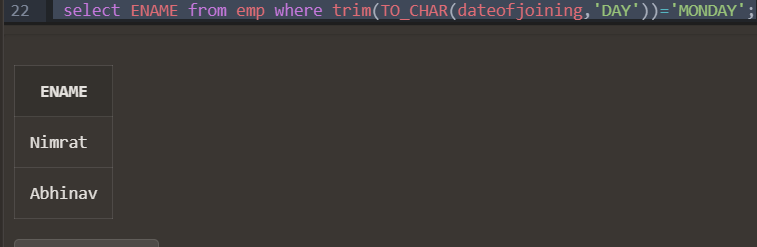 22 select ENAME from emp where trim(TO_CHAR(dateofjoining,'DAY'))='MONDAY';
ENAME
Nimrat
Abhinav